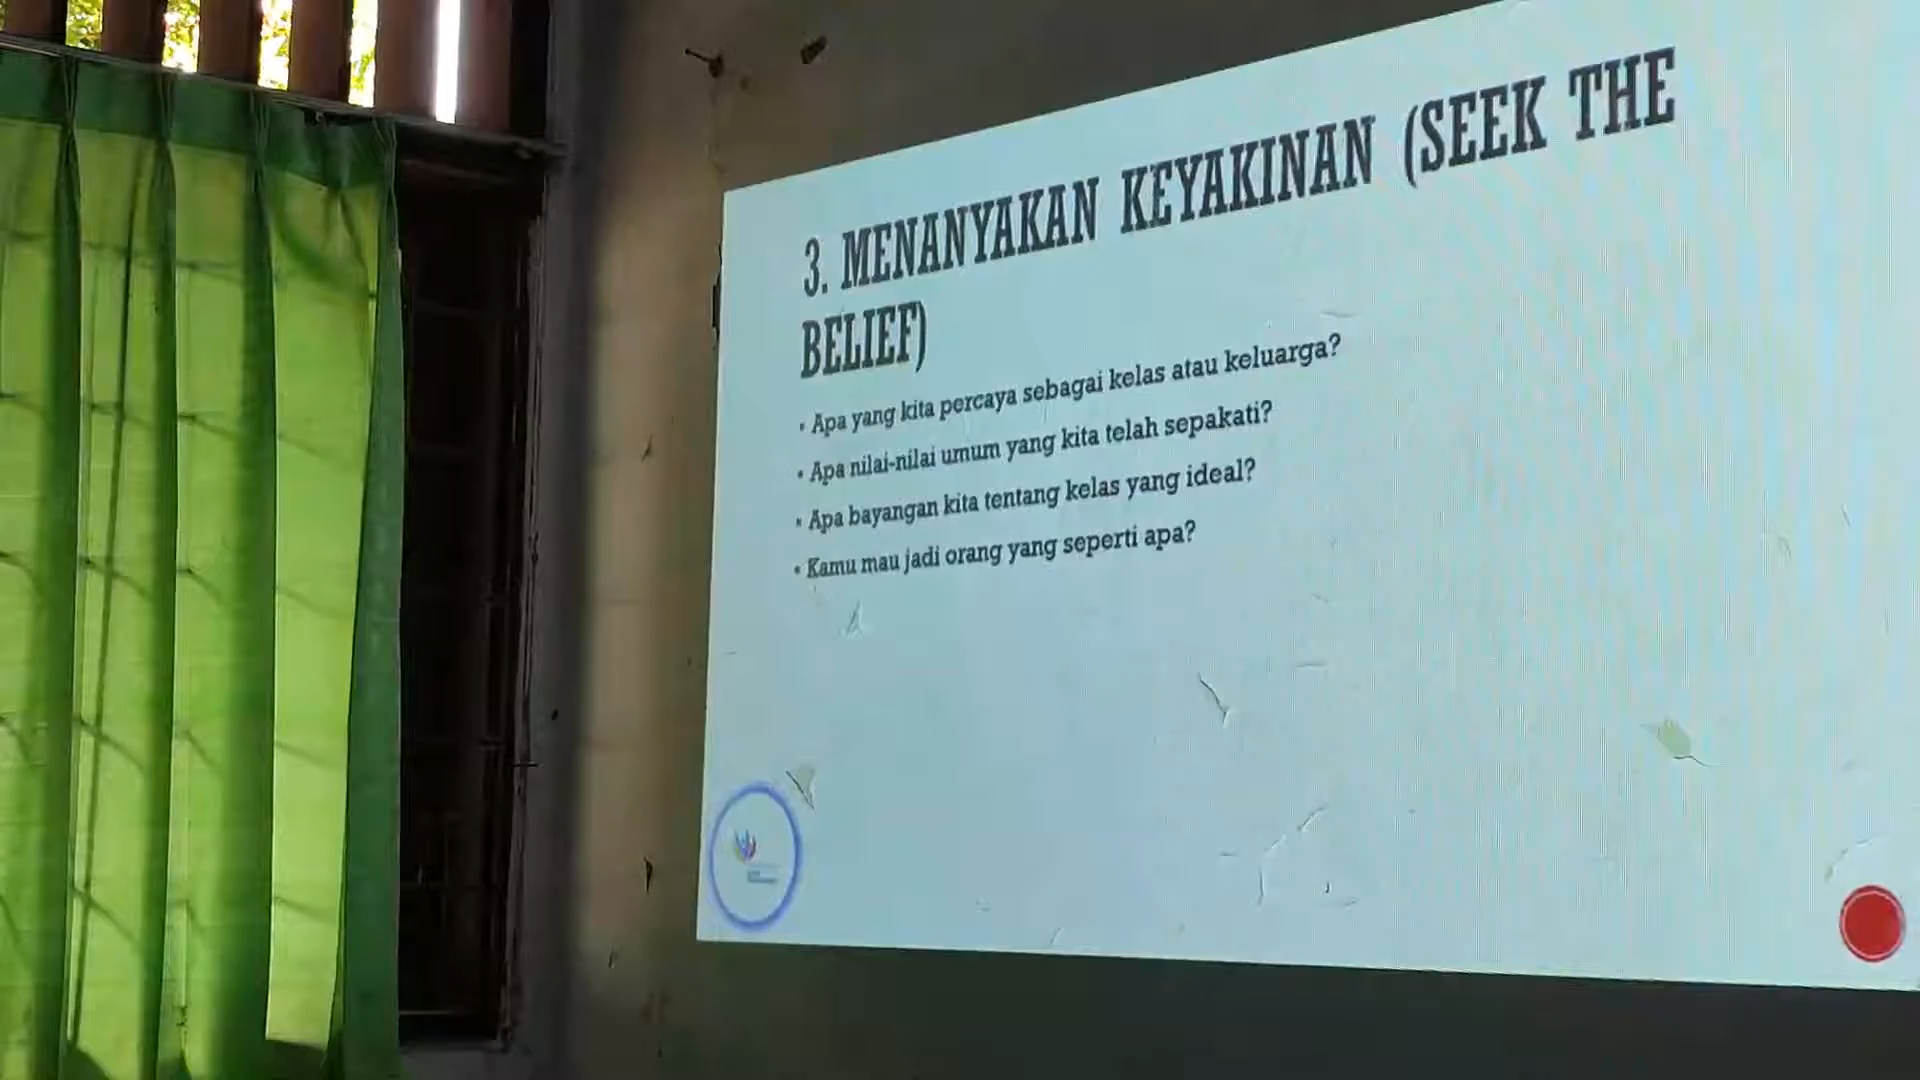 3. MENANYAKAN KEYAKINAN (SEEK THE
BELIEF)
• Apa yang kita percaya sebagai kelas atau keluarga?
• Apa nilai-nilai umum yang kita telah sepakati?
• Apa bayangan kita tentang kelas yang ideal?
• Kamu mau jadi orang yang seperti apa?